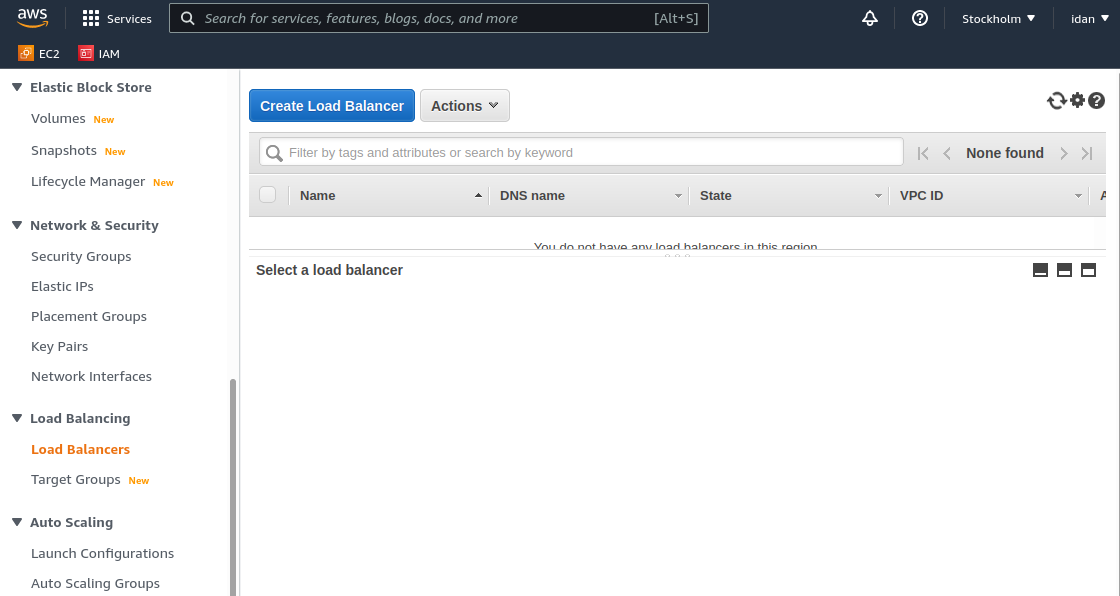 aws
Services
Search for services, features, blogs, docs, and more
[Alt+S]
Stockholm
idan
EC2
IAM
Elastic Block Store
Volumes New
Snapshots New
Lifecycle Manager New
Network & Security
Security Groups
Elastic IPs
Placement Groups
Key Pairs
Network Interfaces
Load Balancing
Load Balancers
Target Groups New
Auto Scaling
Launch Configurations
Auto Scaling Groups
Create Load Balancer
Actions
Filter by tags and attributes or search by keyword
None found
Name
DNS name
State
VPC ID
A
You do not have any load balancers in this region.
Select a load balancer